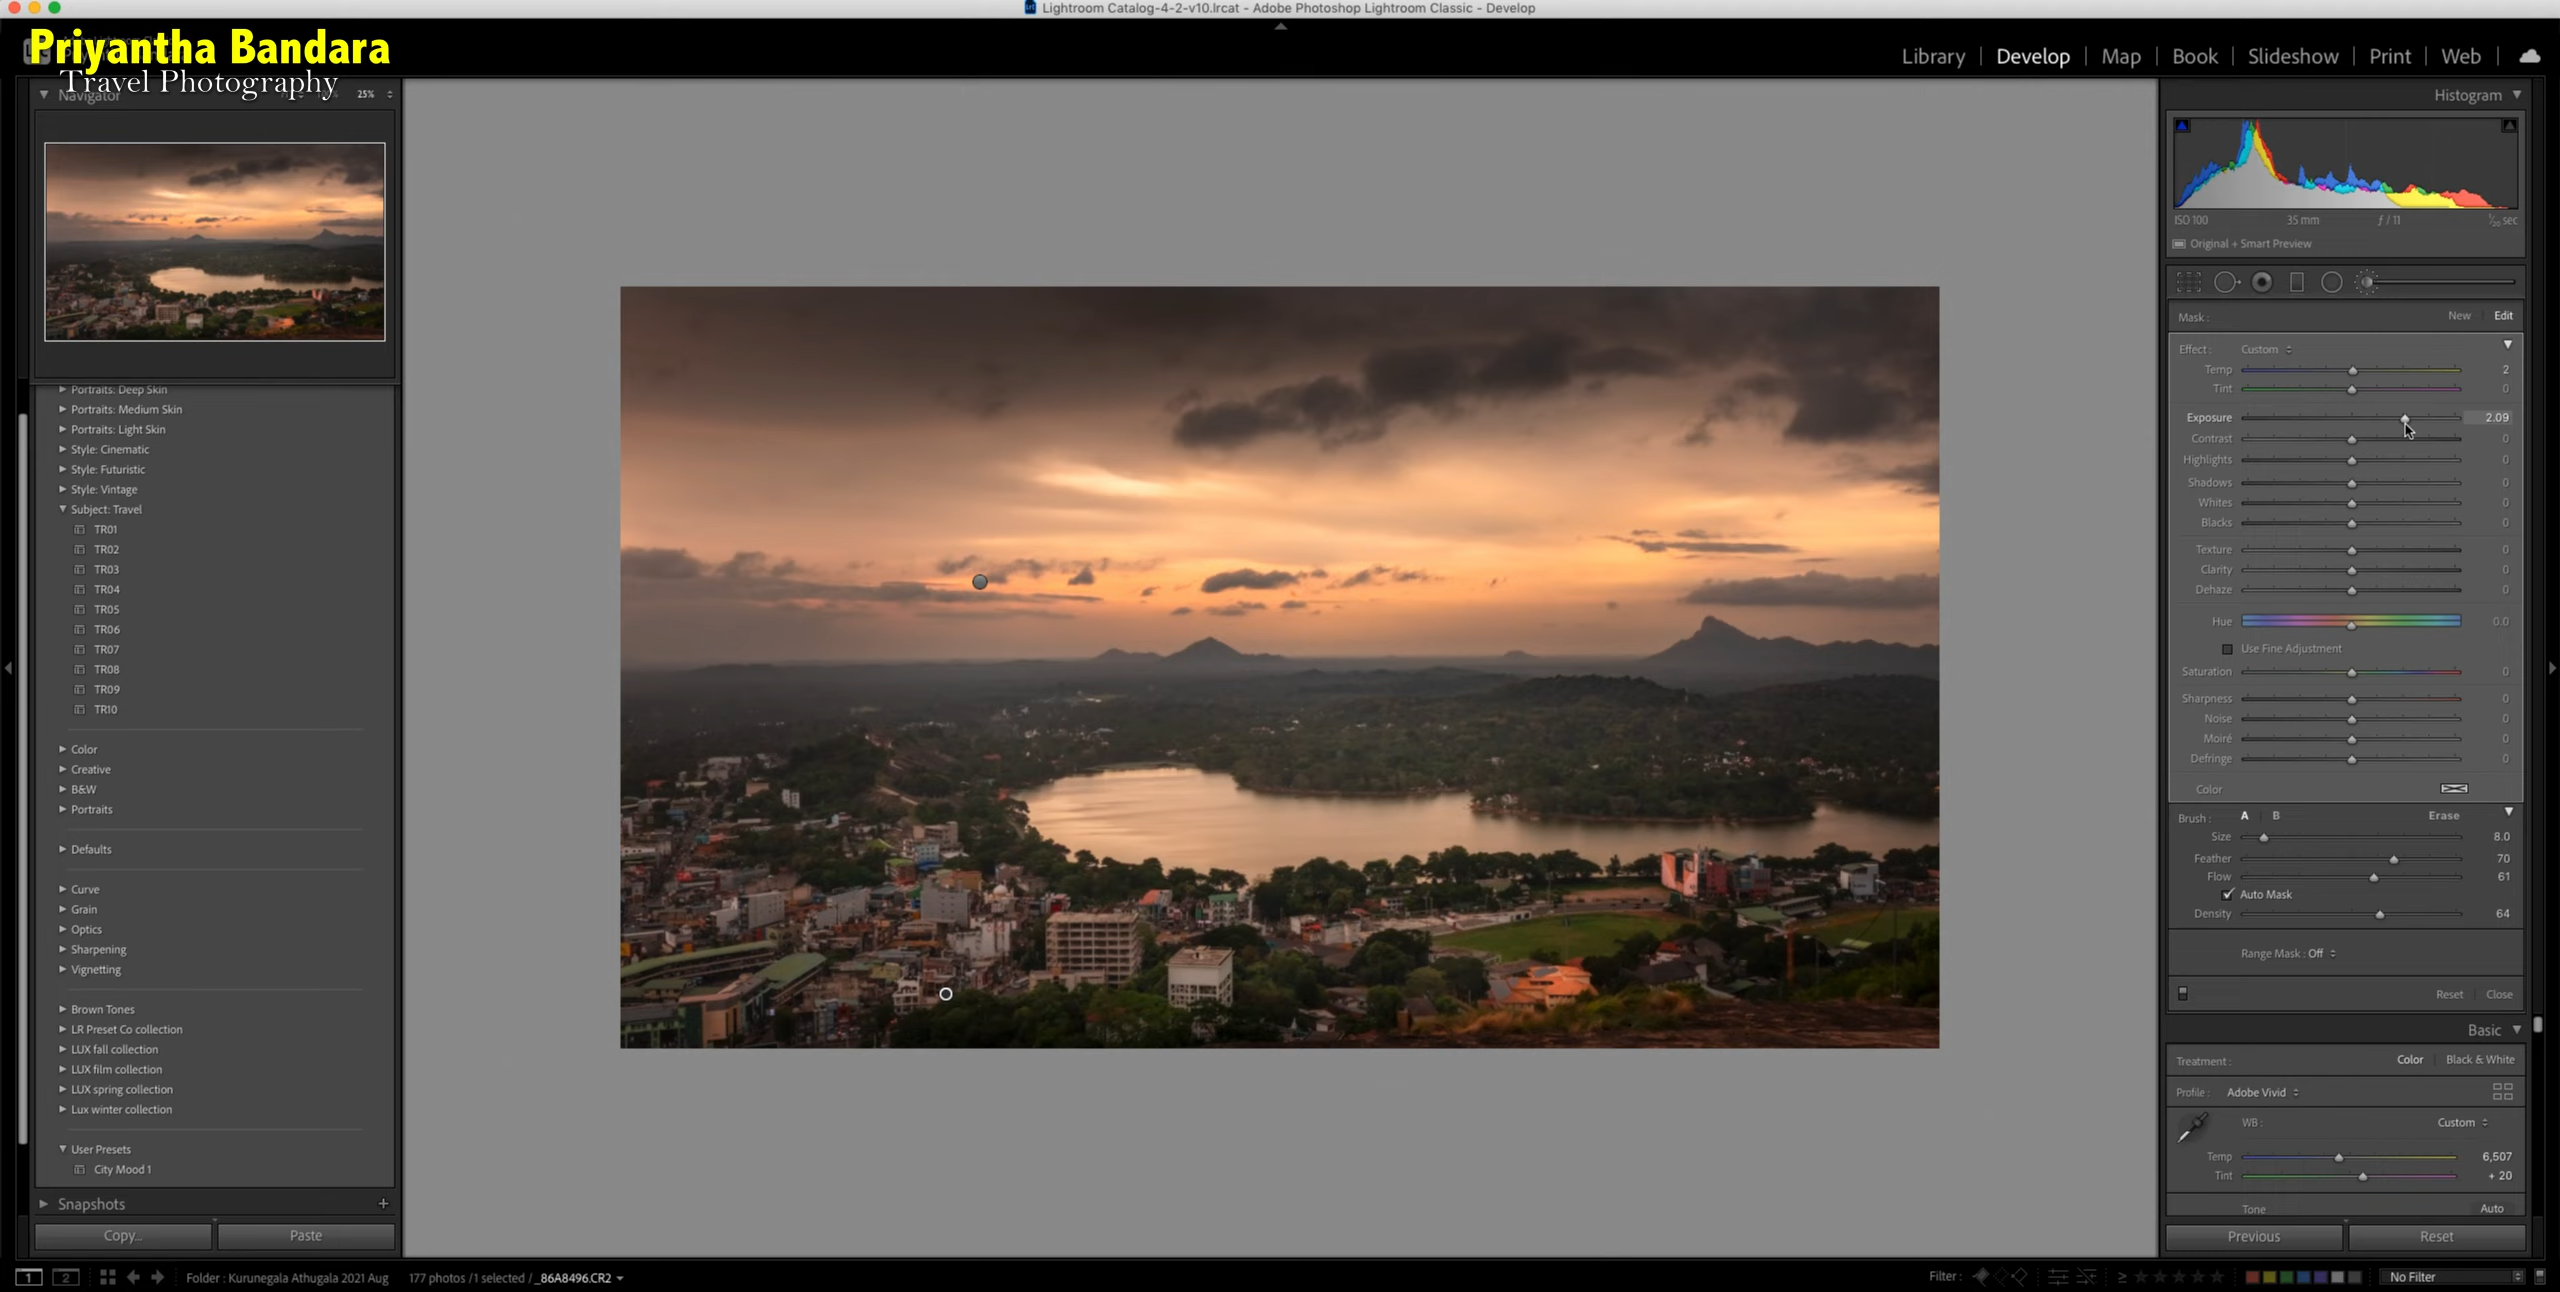 Lightroom Catalog-4-2-v10.lrcat - Adobe Photoshop Lightroom Classic - Develop
Priyantha Bandara
Travel Photography
Library | Develop | Map | Book | Slideshow | Print | Web
Navigator 25%
Portraits: Deep Skin
Portraits: Medium Skin
Portraits: Light Skin
Style: Cinematic
Style: Futuristic
Style: Vintage
Subject: Travel
TR01
TR02
TR03
TR04
TR05
TR06
TR07
TR08
TR09
TR10
Color
Creative
B&W
Portraits
Defaults
Curve
Grain
Optics
Sharpening
Vignetting
Brown Tones
LR Preset Co collection
LUX fall collection
LUX film collection
LUX spring collection
Lux winter collection
User Presets
City Mood 1
Snapshots +
Copy... Paste
Histogram
ISO 100 35 mm ƒ / 11 sec
Original + Smart Preview
Mask : New Edit
Effect : Custom
Temp 2
Tint 0
Exposure 2.09
Contrast 0
Highlights 0
Shadows 0
Whites 0
Blacks 0
Texture 0
Clarity 0
Dehaze 0
Hue 0.0
Use Fine Adjustment
Saturation 0
Sharpness 0
Noise 0
Moiré 0
Defringe 0
Color
Brush : A B Erase
Size 8.0
Feather 70
Flow 61
Auto Mask
Density 64
Range Mask : Off
Reset Close
Basic
Treatment : Color Black & White
Profile : Adobe Vivid
WB : Custom
Temp 6,507
Tint + 20
Tone Auto
Previous Reset
1 2 Folder : Kurunegala Athugala 2021 Aug 177 photos /1 selected / _86A8496.CR2 Filter : ≥ No Filter